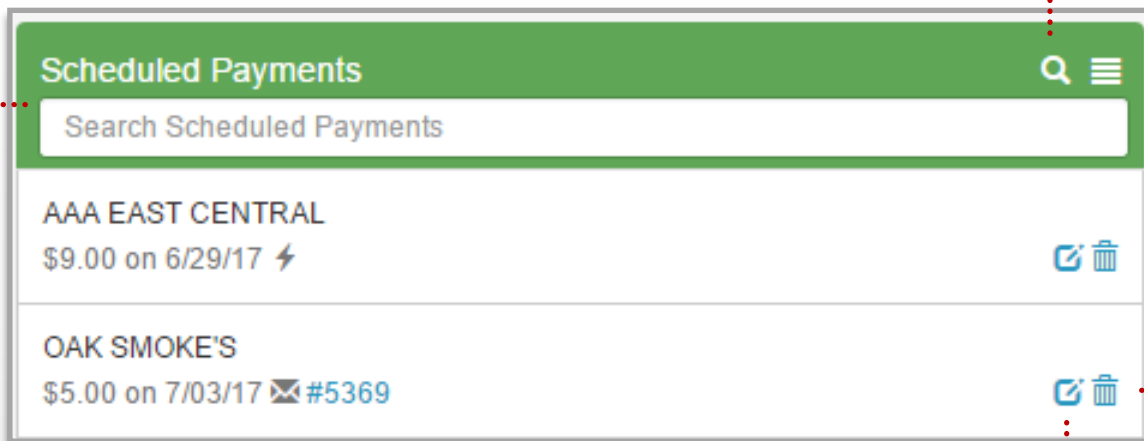 Scheduled Payments
Search Scheduled Payments
AAA EAST CENTRAL
$9.00 on 6/29/17
OAK SMOKE'S
$5.00 on 7/03/17 #5369